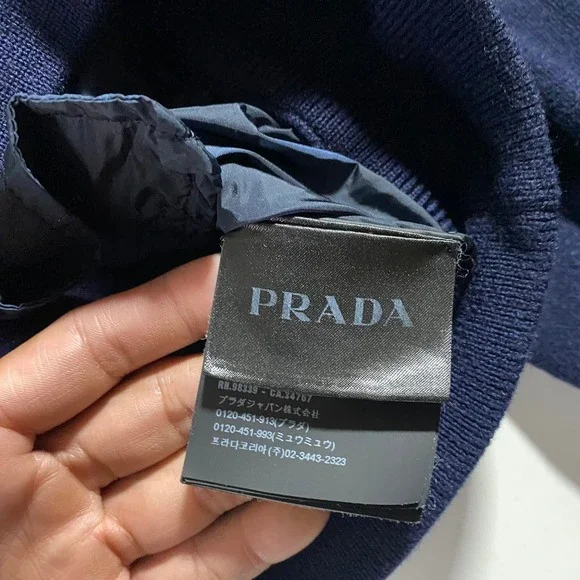 PRADA
RN.98339 - CA.34767
プラダジャパン株式会社
0120-451-913(プラダ)
0120-451-993(ミュウミュウ)
프라다코리아 (주)02-3443-2323